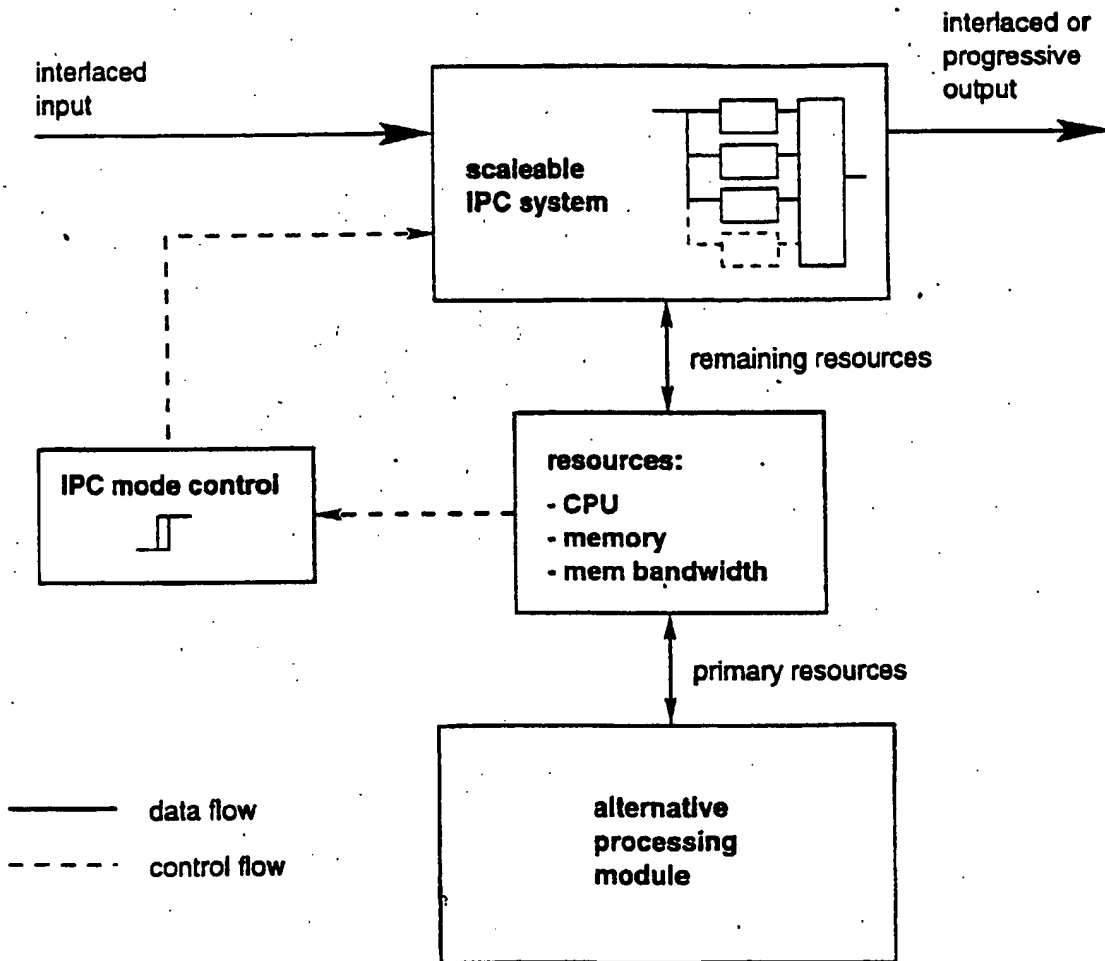 interlaced or
progressive
output
interlaced
input
scaleable
IPC system
remaining resources
resources:
- CPU
- memory
- mem bandwidth
IPC mode control
primary resources
alternative
processing
module
data flow
control flow